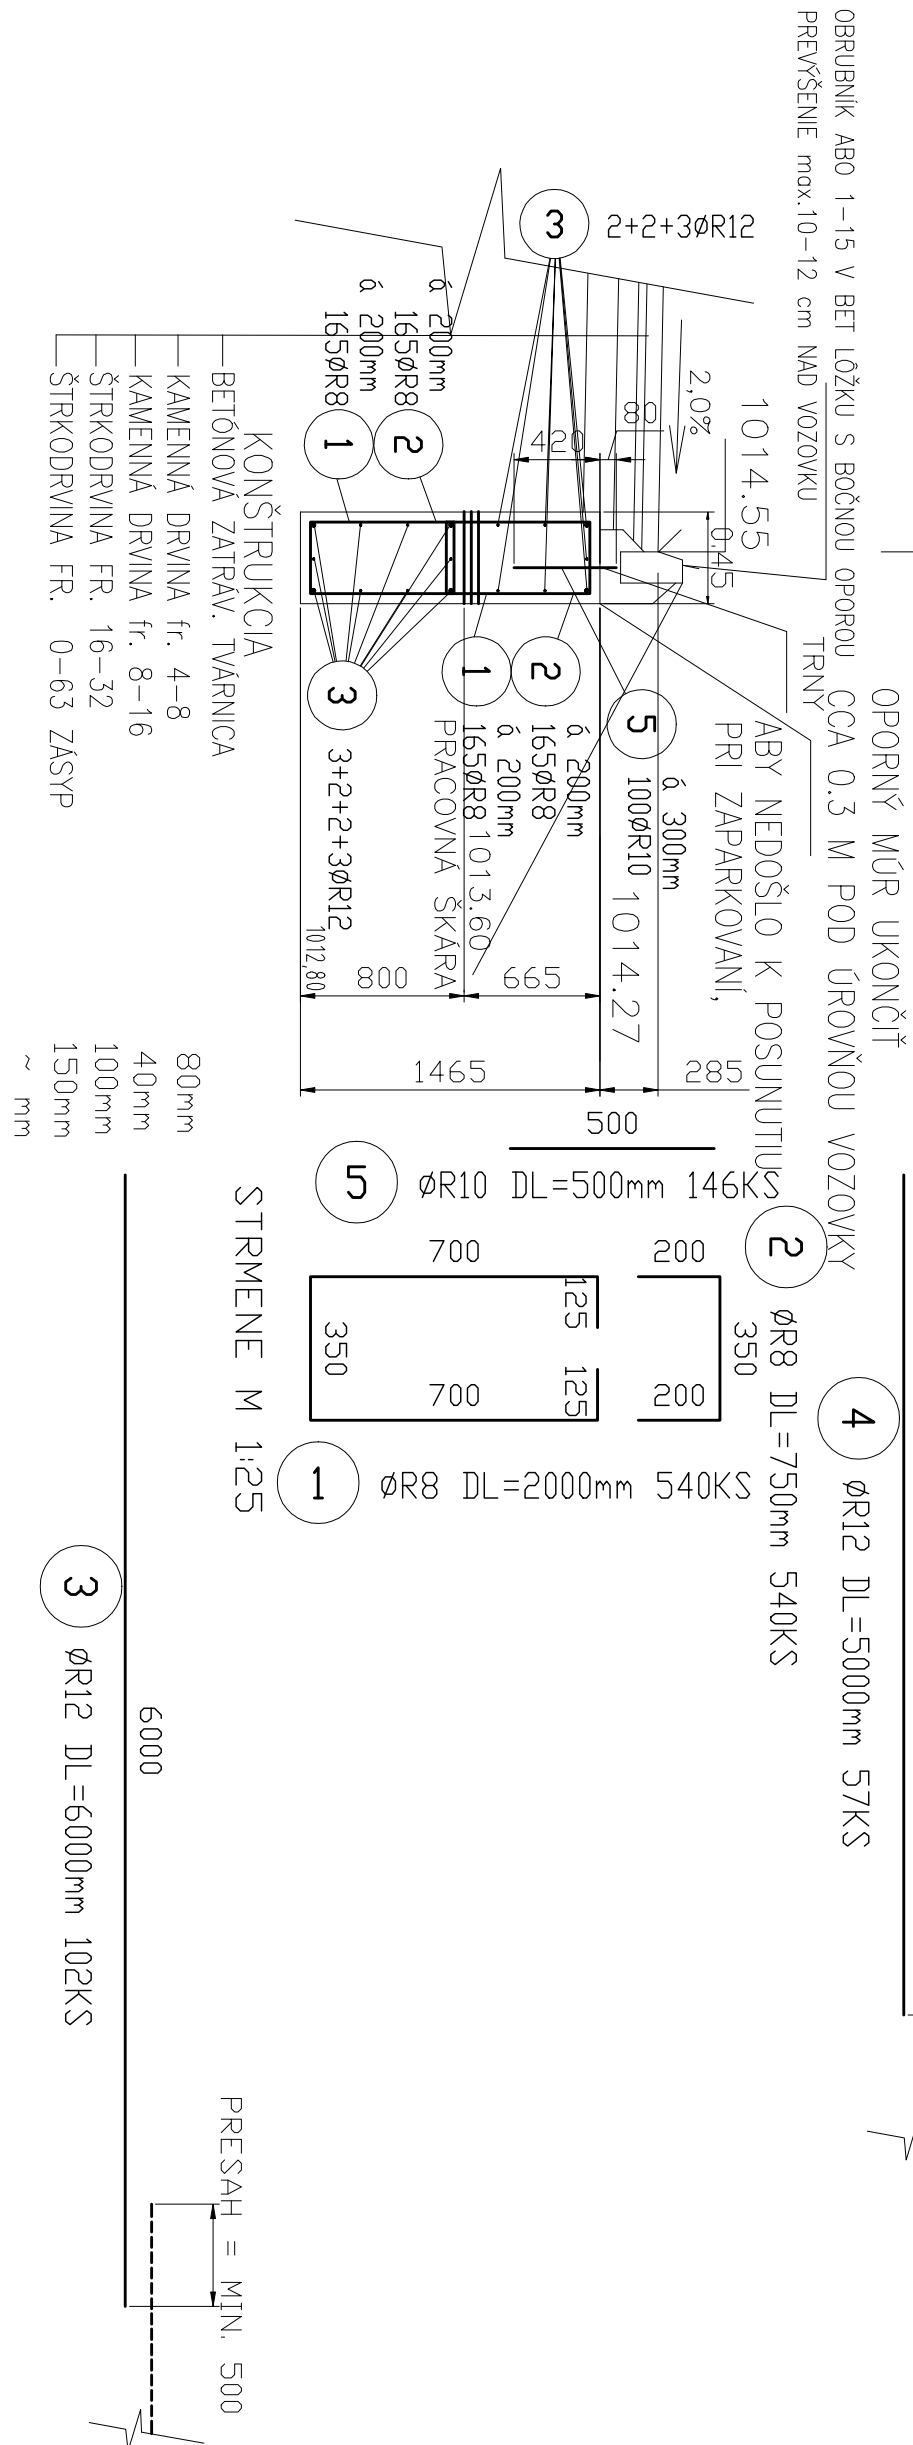 OBRUBNÍK ABO 1-15 V BET LÔŽKU S BOČNOU OPOROU
PREVÝŠENIE max.10-12 cm NAD VOZOVKU
OPORNÝ MÚR UKONČIŤ
CCA 0.3 M POD ÚROVŇOU VOZOVKY
TRNY
ABY NEDOŠLO K POSUNUTIU
PRI ZAPARKOVANÍ,
3
2+2+3ØR12
2,0%
1014.55
80
420
0.45
á 200mm
165ØR8
2
á 200mm
165ØR8
1
5
á 300mm
100ØR10
2
á 200mm
165ØR8
1
á 200mm
165ØR8
1014.27
1013.60
PRACOVNÁ ŠKÁRA
3
3+2+2+3ØR12
1012,80
800
665
1465
285
KONŠTRUKCIA
BETÓNOVÁ ZATRÁV. TVÁRNICA
80mm
KAMENNÁ DRVINA fr. 4-8
40mm
KAMENNÁ DRVINA fr. 8-16
100mm
ŠTRKODRVINA FR. 16-32
150mm
ŠTRKODRVINA FR. 0-63 ZÁSYP
~ mm
500
5
ØR10 DL=500mm 146KS
2
ØR8 DL=750mm 540KS
200
350
200
700
125
350
125
700
1
ØR8 DL=2000mm 540KS
STRMENE M 1:25
4
ØR12 DL=5000mm 57KS
6000
3
ØR12 DL=6000mm 102KS
PRESAH = MIN. 500